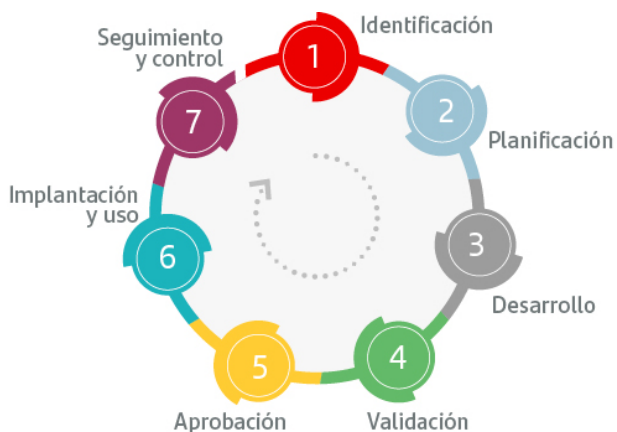 1
Identificación
2
Planificación
3
Desarrollo
4
Validación
5
Aprobación
6
Implantación
y uso
7
Seguimiento
y control